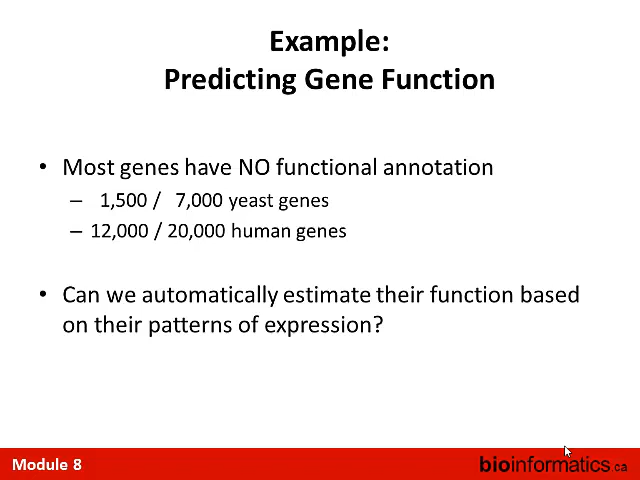 Example:
Predicting Gene Function
• Most genes have NO functional annotation
– 1,500 / 7,000 yeast genes
– 12,000 / 20,000 human genes
• Can we automatically estimate their function based
on their patterns of expression?
Module 8
bioinformatics.ca